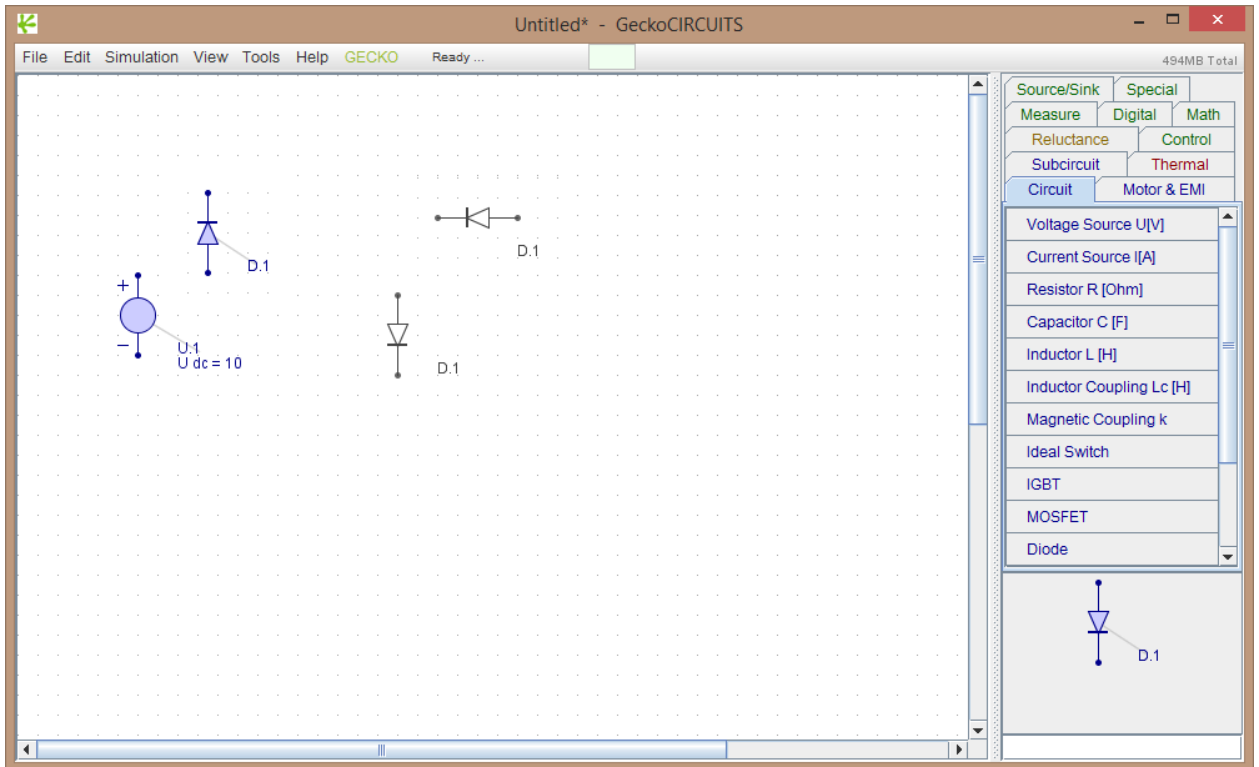 Untitled* - GeckoCIRCUITS
File Edit Simulation View Tools Help GECKO Ready ... 494MB Total
Source/Sink Special
Measure Digital Math
Reluctance Control
Subcircuit Thermal
Circuit Motor & EMI
Voltage Source U[V]
Current Source I[A]
Resistor R [Ohm]
Capacitor C [F]
Inductor L [H]
Inductor Coupling Lc [H]
Magnetic Coupling k
Ideal Switch
IGBT
MOSFET
Diode
D.1
D.1
+
−
U.1
U dc = 10
D.1
D.1